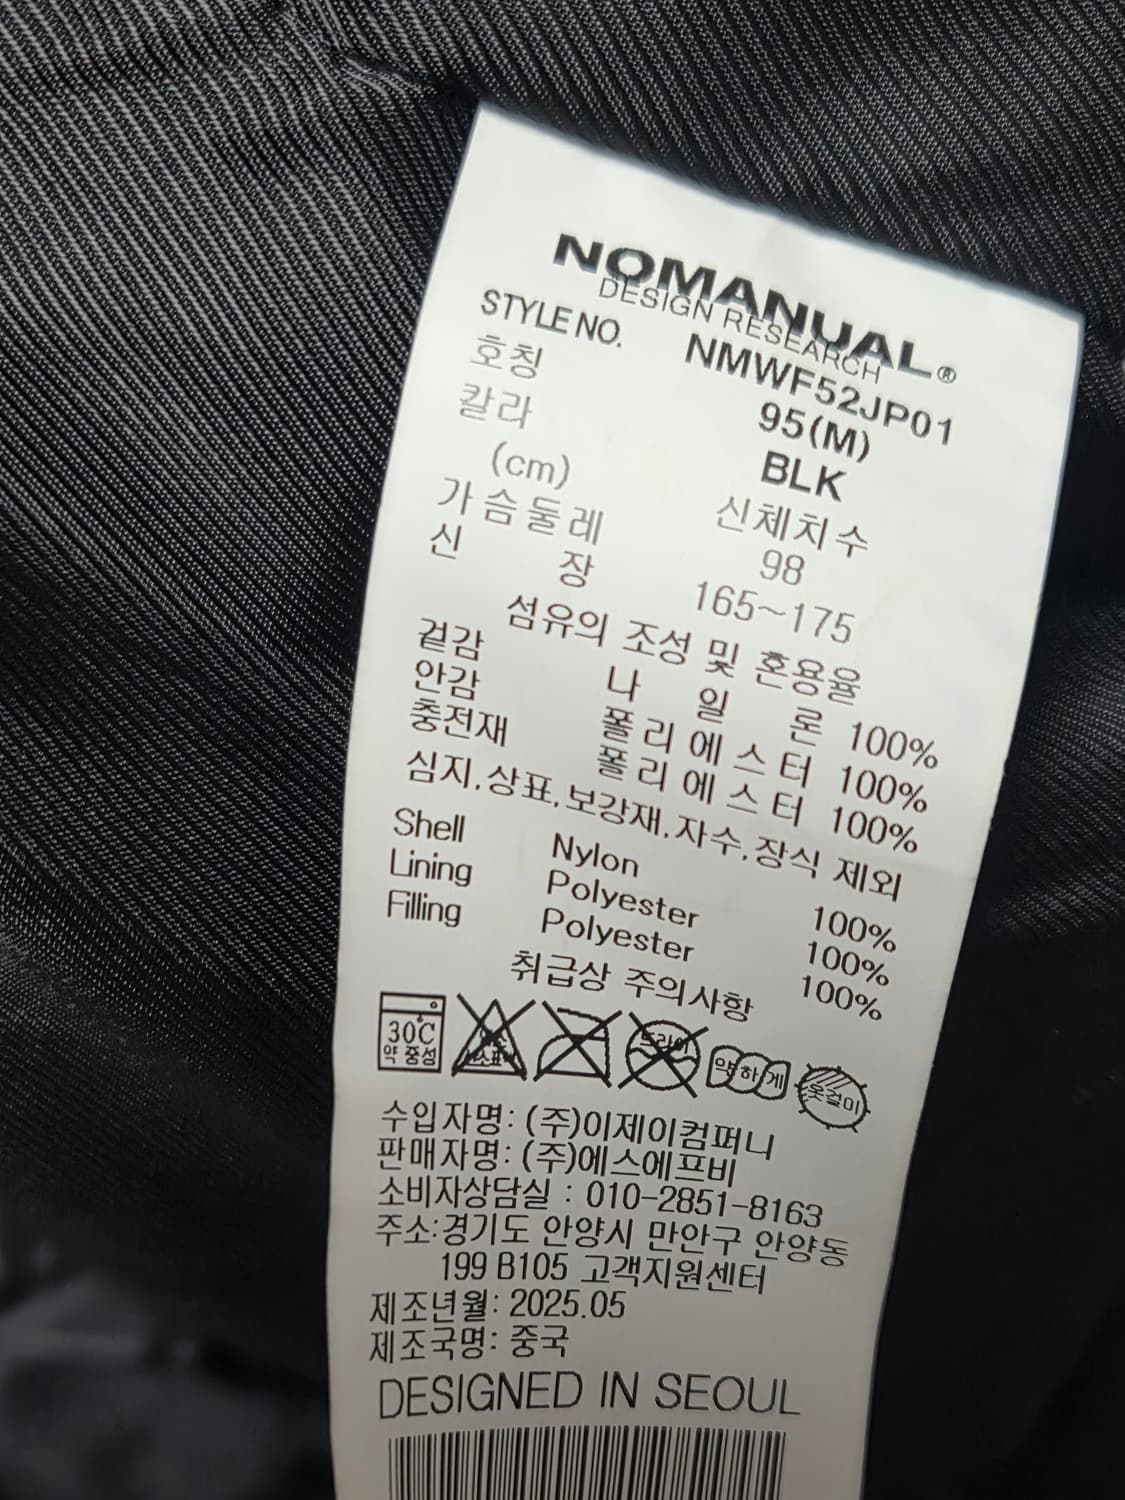 NOMANUAL®
DESIGN RESEARCH
STYLE NO. NMWF52JP01
호칭 95(M)
칼라 BLK
(cm) 신체치수
가슴둘레 98
신장 165~175
섬유의 조성 및 혼용율
겉감 나일론 100%
안감 폴리에스터 100%
충전재 폴리에스터 100%
심지,상표,보강재,자수,장식 제외
Shell Nylon 100%
Lining Polyester 100%
Filling Polyester 100%
취급상 주의사항
30℃ 드라이 약하게 옷걸이
약 중성
수입자명: (주)이제이컴퍼니
판매자명: (주)에스에프비
소비자상담실 : 010-2851-8163
주소:경기도 안양시 만안구 안양동
199 B105 고객지원센터
제조년월: 2025.05
제조국명: 중국
DESIGNED IN SEOUL